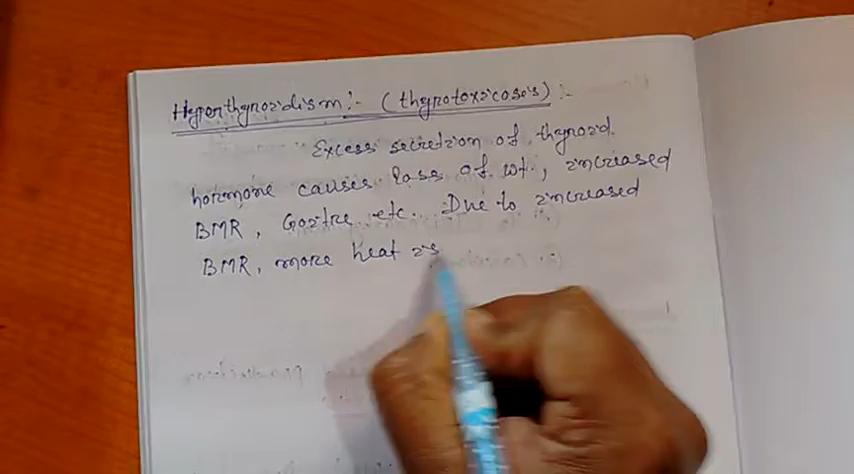 Hyperthyroidism :- (thyrotoxicosis) :-
Excess secretion of thyroid
hormone causes loss of wt., increased
BMR, Goitre etc. Due to increased
BMR, more heat is